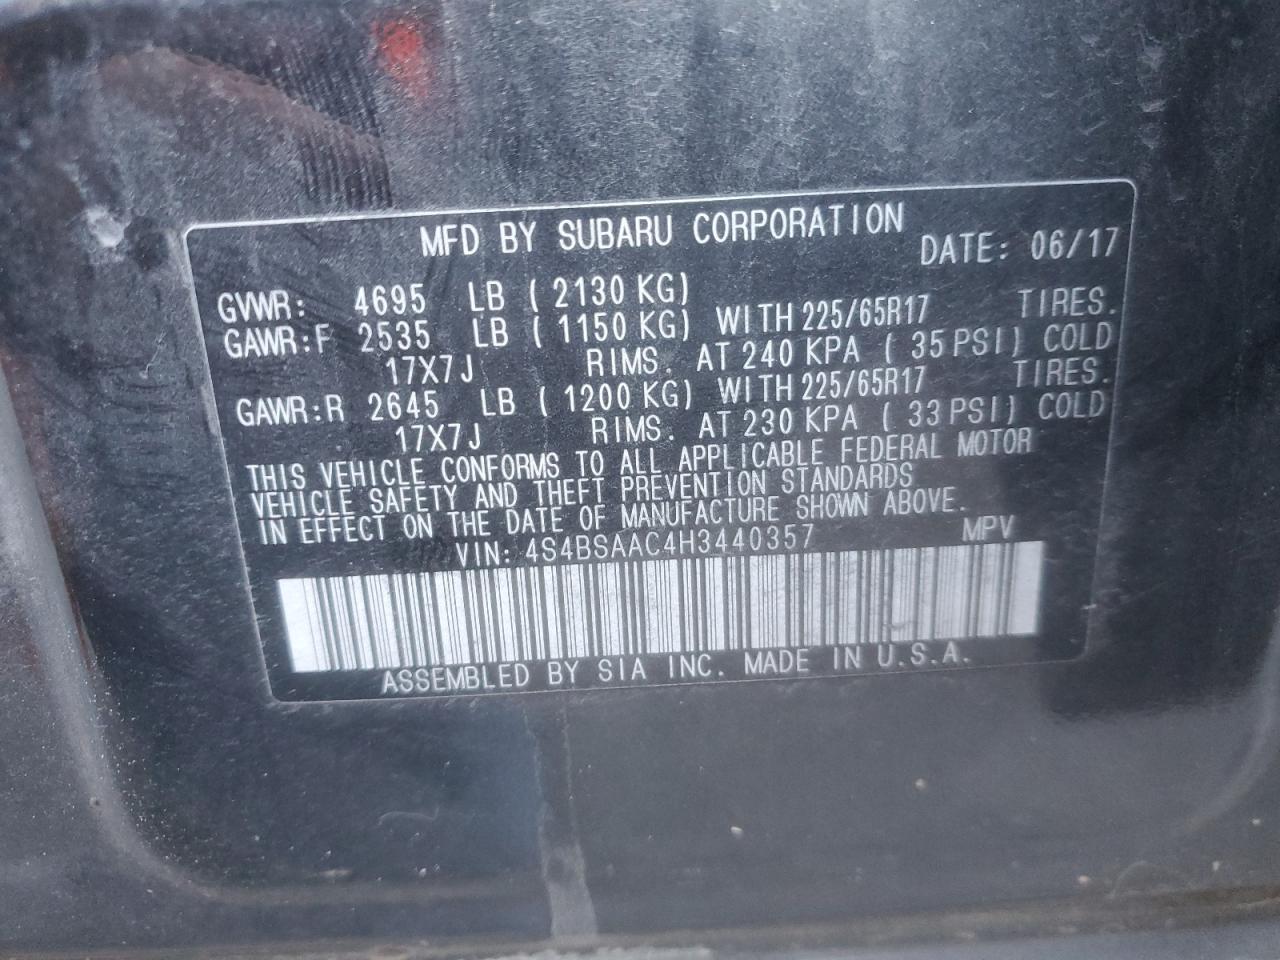 MFD BY SUBARU CORPORATION DATE: 06/17
GVWR: 4695 LB ( 2130 KG)
GAWR:F 2535 LB ( 1150 KG) WITH 225/65R17 TIRES.
17X7J RIMS. AT 240 KPA ( 35 PSI) COLD
GAWR:R 2645 LB ( 1200 KG) WITH 225/65R17 TIRES.
17X7J RIMS. AT 230 KPA ( 33 PSI) COLD
THIS VEHICLE CONFORMS TO ALL APPLICABLE FEDERAL MOTOR
VEHICLE SAFETY AND THEFT PREVENTION STANDARDS
IN EFFECT ON THE DATE OF MANUFACTURE SHOWN ABOVE.
VIN: 4S4BSAAC4H3440357 MPV
ASSEMBLED BY SIA INC. MADE IN U.S.A.